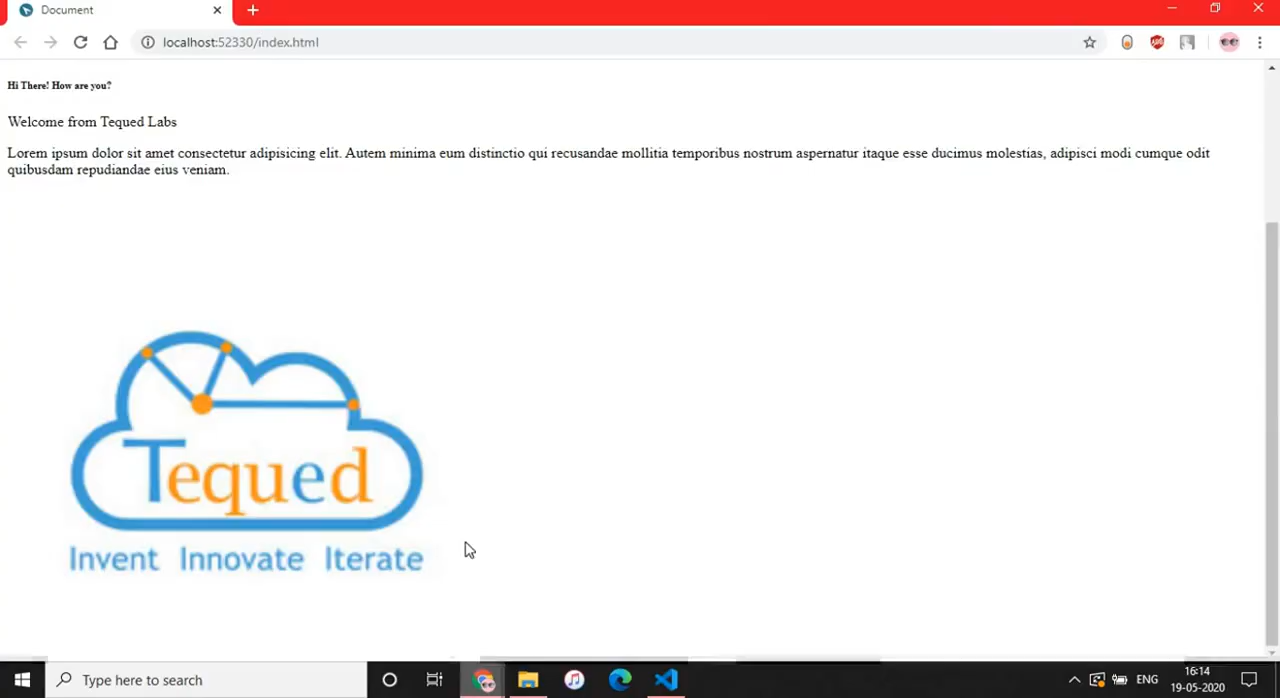 Document
localhost:52330/index.html
Hi There! How are you?
Welcome from Tequed Labs
Lorem ipsum dolor sit amet consectetur adipisicing elit. Autem minima eum distinctio qui recusandae mollitia temporibus nostrum aspernatur itaque esse ducimus molestias, adipisci modi cumque odit
quibusdam repudiandae eius veniam.
Tequed
Invent Innovate Iterate
Type here to search
ENG
16:14
19-05-2020